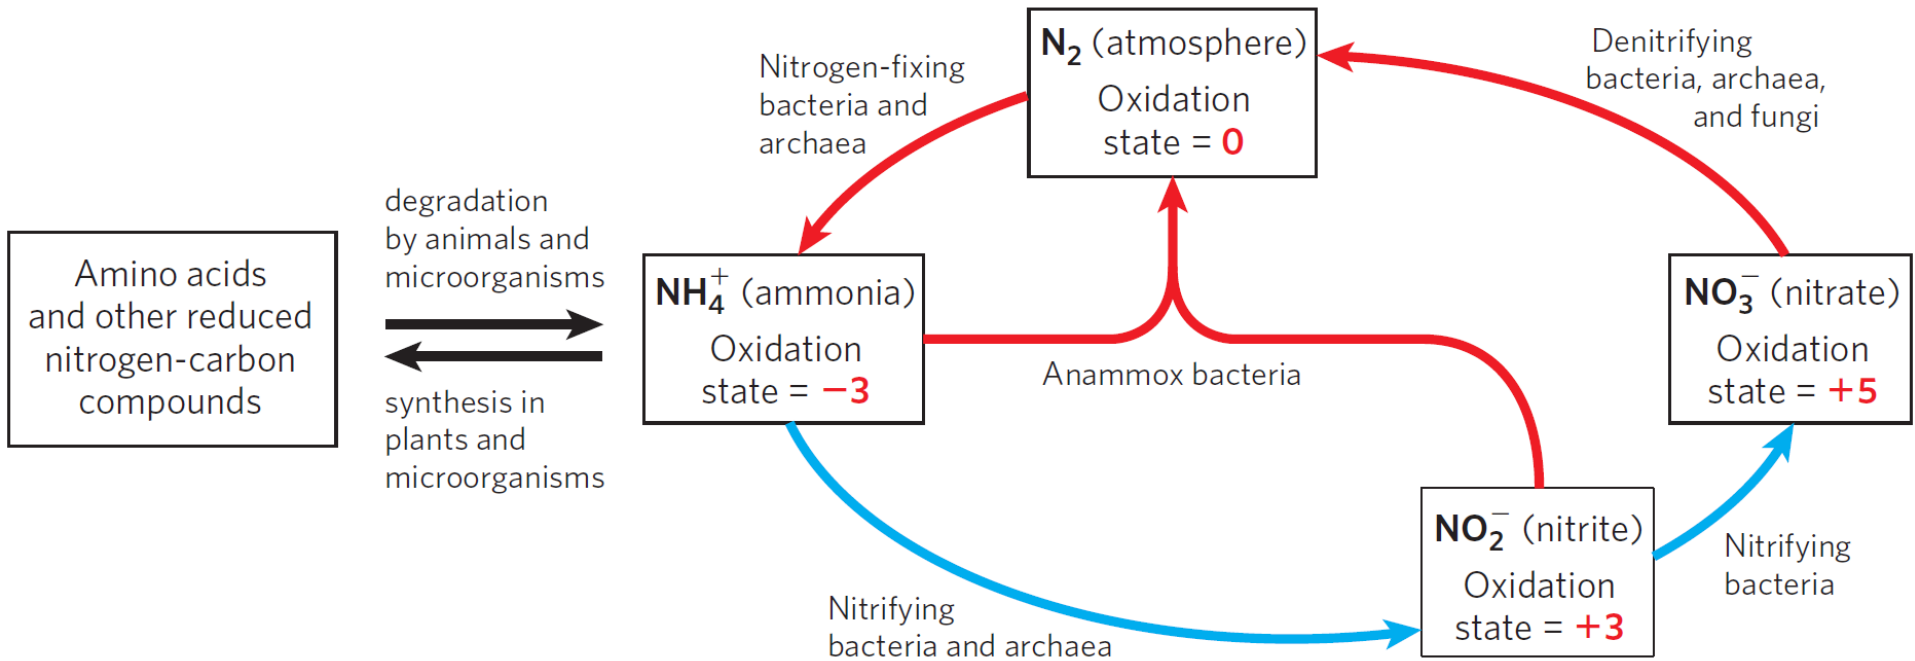 N₂ (atmosphere)
Oxidation
state = 0
Denitrifying
bacteria, archaea,
and fungi
Nitrogen-fixing
bacteria and
archaea
degradation
by animals and
microorganisms
Amino acids
and other reduced
nitrogen-carbon
compounds
synthesis in
plants and
microorganisms
NH₄⁺ (ammonia)
Oxidation
state = −3
Anammox bacteria
NO₃⁻ (nitrate)
Oxidation
state = +5
NO₂⁻ (nitrite)
Oxidation
state = +3
Nitrifying
bacteria
Nitrifying
bacteria and archaea